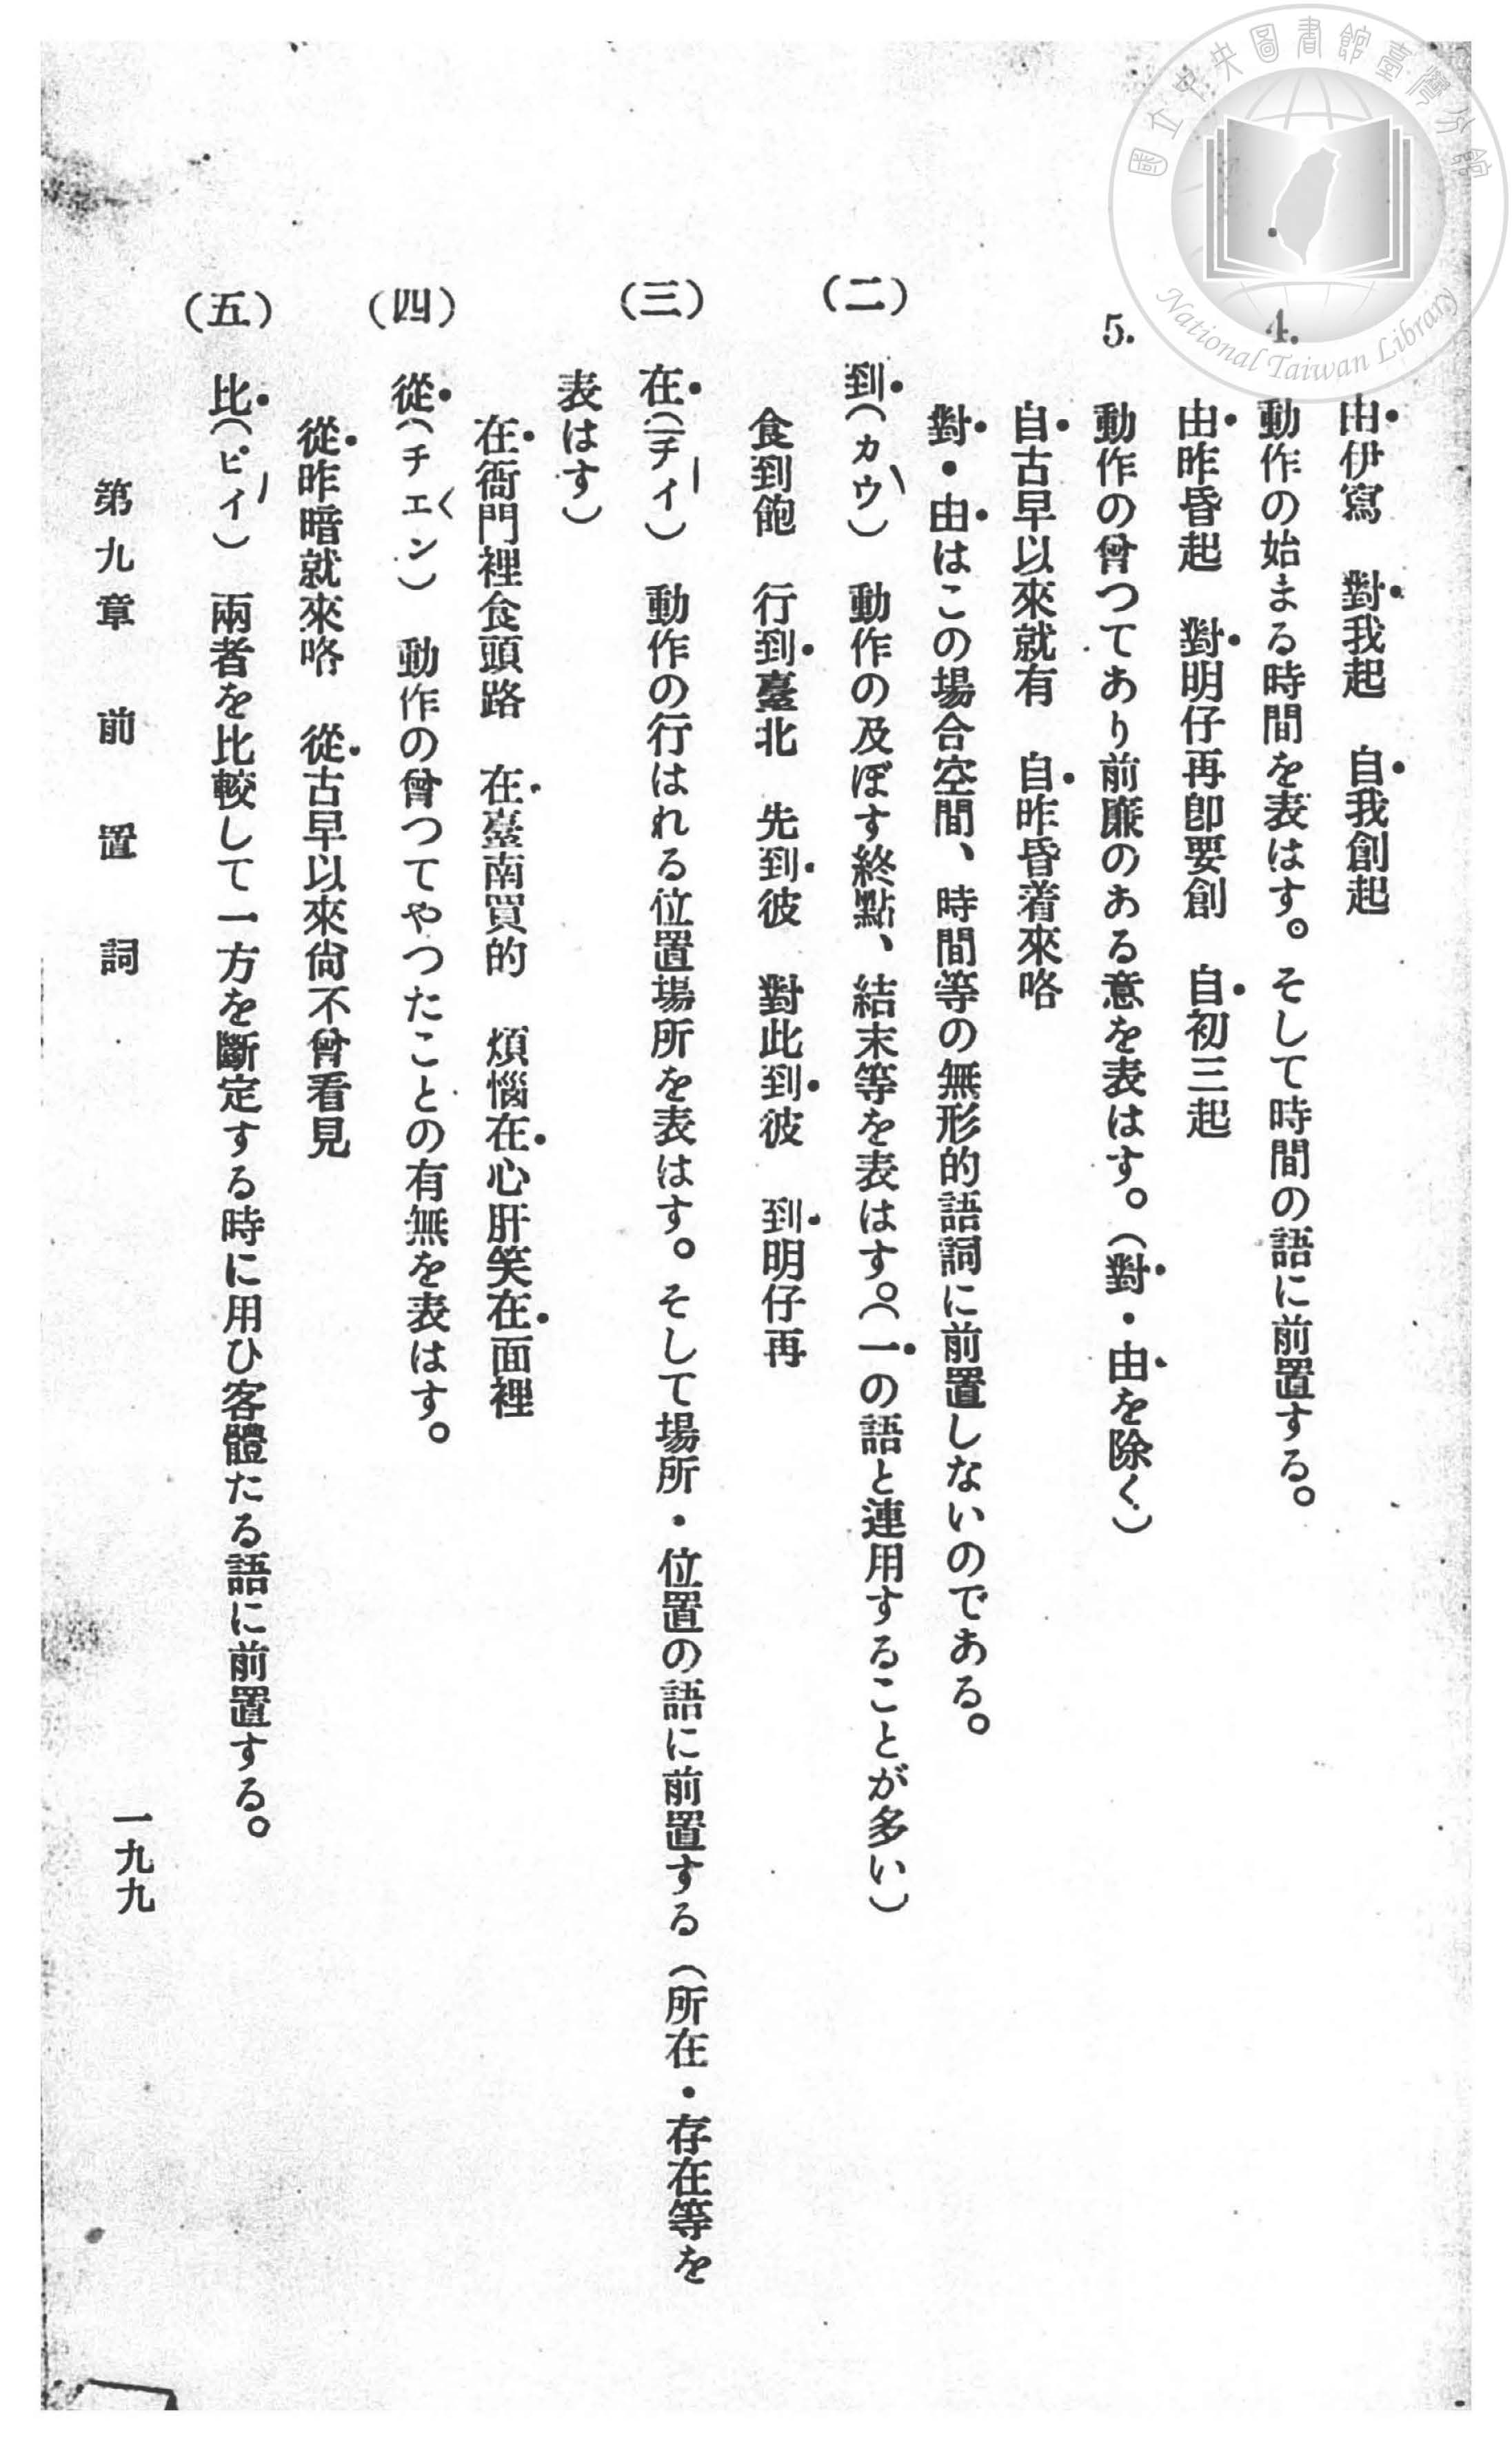 國立中央圖書館臺灣分館
National Taiwan Library
由伊寫　對我起　自我創起
4.　動作の始まる時間を表はす。そして時間の語に前置する。
由昨昏起　對明仔再卽要創　自初三起
5.　動作の曾つてあり前廉のある意を表はす。（對・由を除く）
自古早以來就有　自昨昏着來咯
對・由はこの場合空間、時間等の無形的語詞に前置しないのである。
（二）　到（カウ）　動作の及ぼす終點、結末等を表はす。（一の語と連用することが多い）
食到飽　行到臺北　先到彼　對此到彼　到明仔再
（三）　在（チイ）　動作の行はれる位置場所を表はす。そして場所・位置の語に前置する（所在・存在等を
表はす）
在衙門裡食頭路　在臺南買的　煩惱在心肝笑在面裡
（四）　從（チエン）　動作の曾つてやつたことの有無を表はす。
從昨暗就來咯　從古早以來尙不曾看見
（五）　比（ピイ）　兩者を比較して一方を斷定する時に用ひ客體たる語に前置する。
第九章　前置詞
一九九